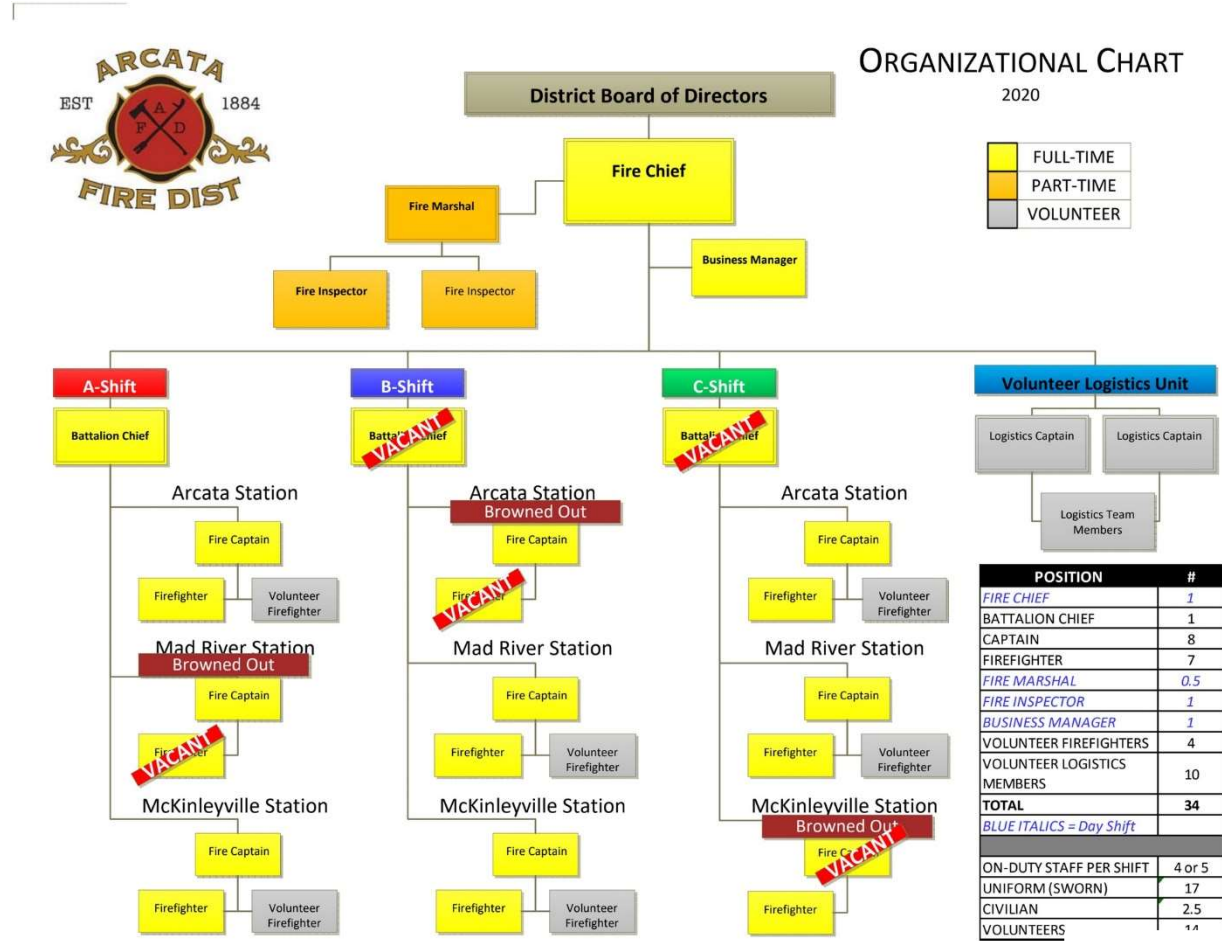 ARCATA
EST 1884
A
F D
FIRE DIST
ORGANIZATIONAL CHART
2020
FULL-TIME
PART-TIME
VOLUNTEER
District Board of Directors
Fire Chief
Fire Marshal
Business Manager
Fire Inspector
Fire Inspector
A-Shift
Battalion Chief
Arcata Station
Fire Captain
Firefighter
Volunteer
Firefighter
Mad River Station
Browned Out
Fire Captain
VACANT
McKinleyville Station
Fire Captain
Firefighter
Volunteer
Firefighter
B-Shift
VACANT
Arcata Station
Browned Out
Fire Captain
VACANT
Mad River Station
Fire Captain
Firefighter
Volunteer
Firefighter
McKinleyville Station
Fire Captain
Firefighter
Volunteer
Firefighter
C-Shift
VACANT
Arcata Station
Fire Captain
Firefighter
Volunteer
Firefighter
Mad River Station
Fire Captain
Firefighter
Volunteer
Firefighter
McKinleyville Station
Browned Out
VACANT
Firefighter
Volunteer Logistics Unit
Logistics Captain
Logistics Captain
Logistics Team
Members
POSITION #
FIRE CHIEF 1
BATTALION CHIEF 1
CAPTAIN 8
FIREFIGHTER 7
FIRE MARSHAL 0.5
FIRE INSPECTOR 1
BUSINESS MANAGER 1
VOLUNTEER FIREFIGHTERS 4
VOLUNTEER LOGISTICS
MEMBERS 10
TOTAL 34
BLUE ITALICS = Day Shift
ON-DUTY STAFF PER SHIFT 4 or 5
UNIFORM (SWORN) 17
CIVILIAN 2.5
VOLUNTEERS 14